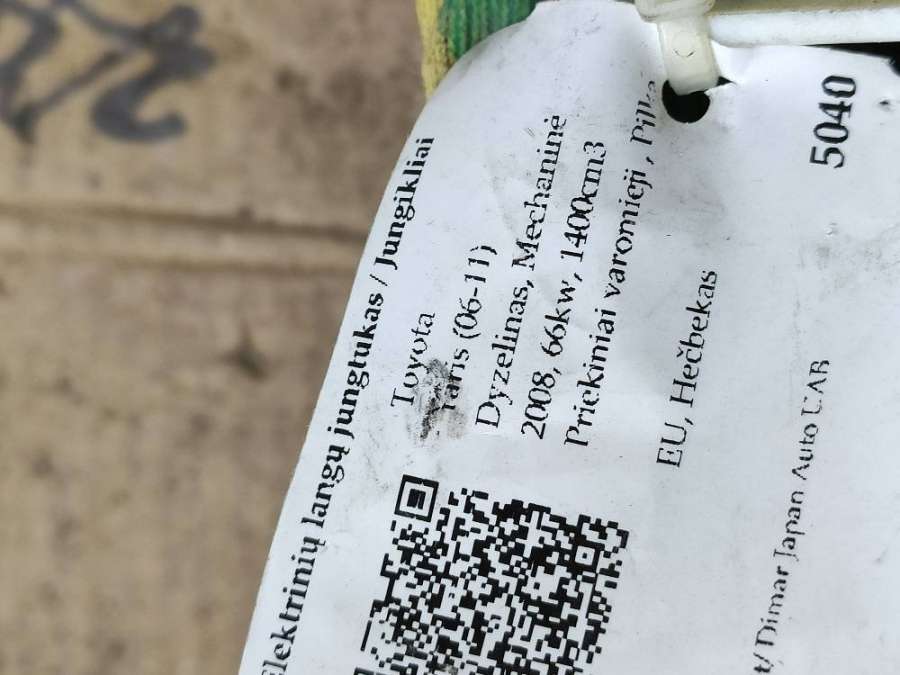 Elektrinių langų jungtukas / Jungikliai
Toyota
Yaris (06-11)
Dyzelinas, Mechaninė
2008, 66kw, 1400cm3
Priekiniai varomieji , Pilka
EU, Hečbekas
t/ Dimar Japan Auto UAB
5040